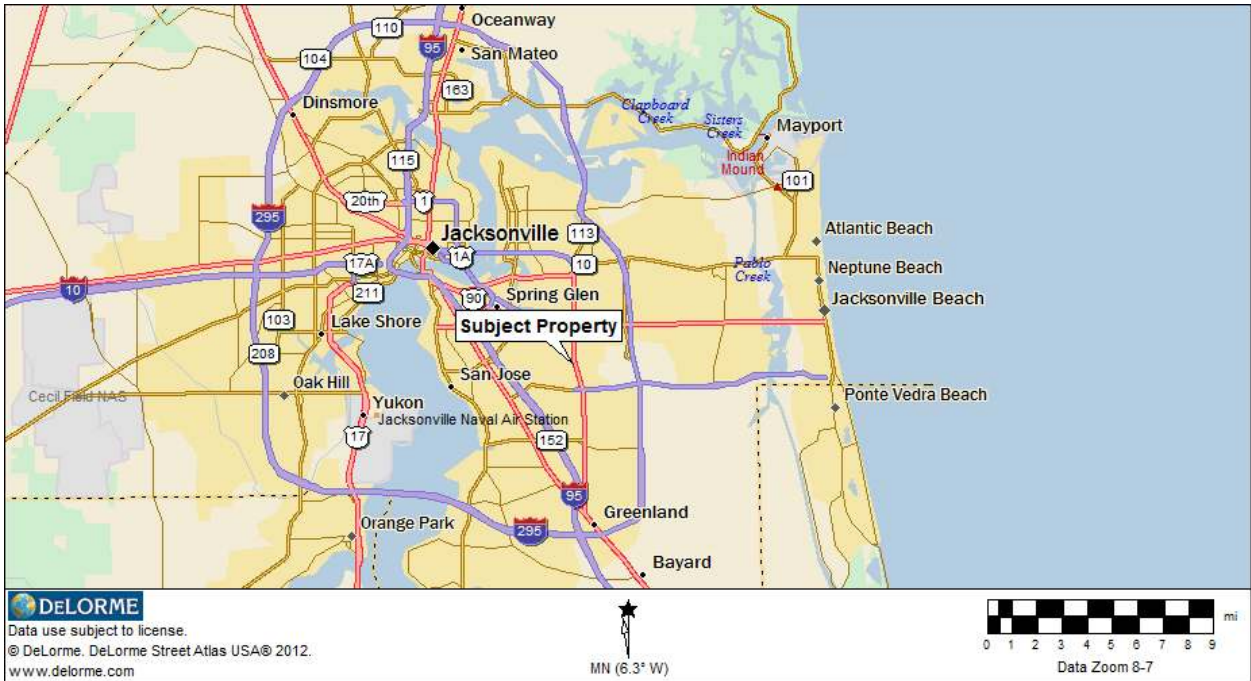 Oceanway
110
95
San Mateo
104
163
Dinsmore
Clapboard
Creek
Sisters
Creek
Mayport
115
Indian
Mound
101
20th
1
295
113
Atlantic Beach
Jacksonville
1A
17A
10
Pablo
Creek
Neptune Beach
10
211
90
Spring Glen
Jacksonville Beach
103
Lake Shore
Subject Property
208
San Jose
Oak Hill
Cecil Field NAS
Yukon
Ponte Vedra Beach
Jacksonville Naval Air Station
17
152
95
Greenland
Orange Park
295
Bayard
DELORME
Data use subject to license.
© DeLorme. DeLorme Street Atlas USA® 2012.
www.delorme.com
MN (6.3° W)
mi
0 1 2 3 4 5 6 7 8 9
Data Zoom 8-7